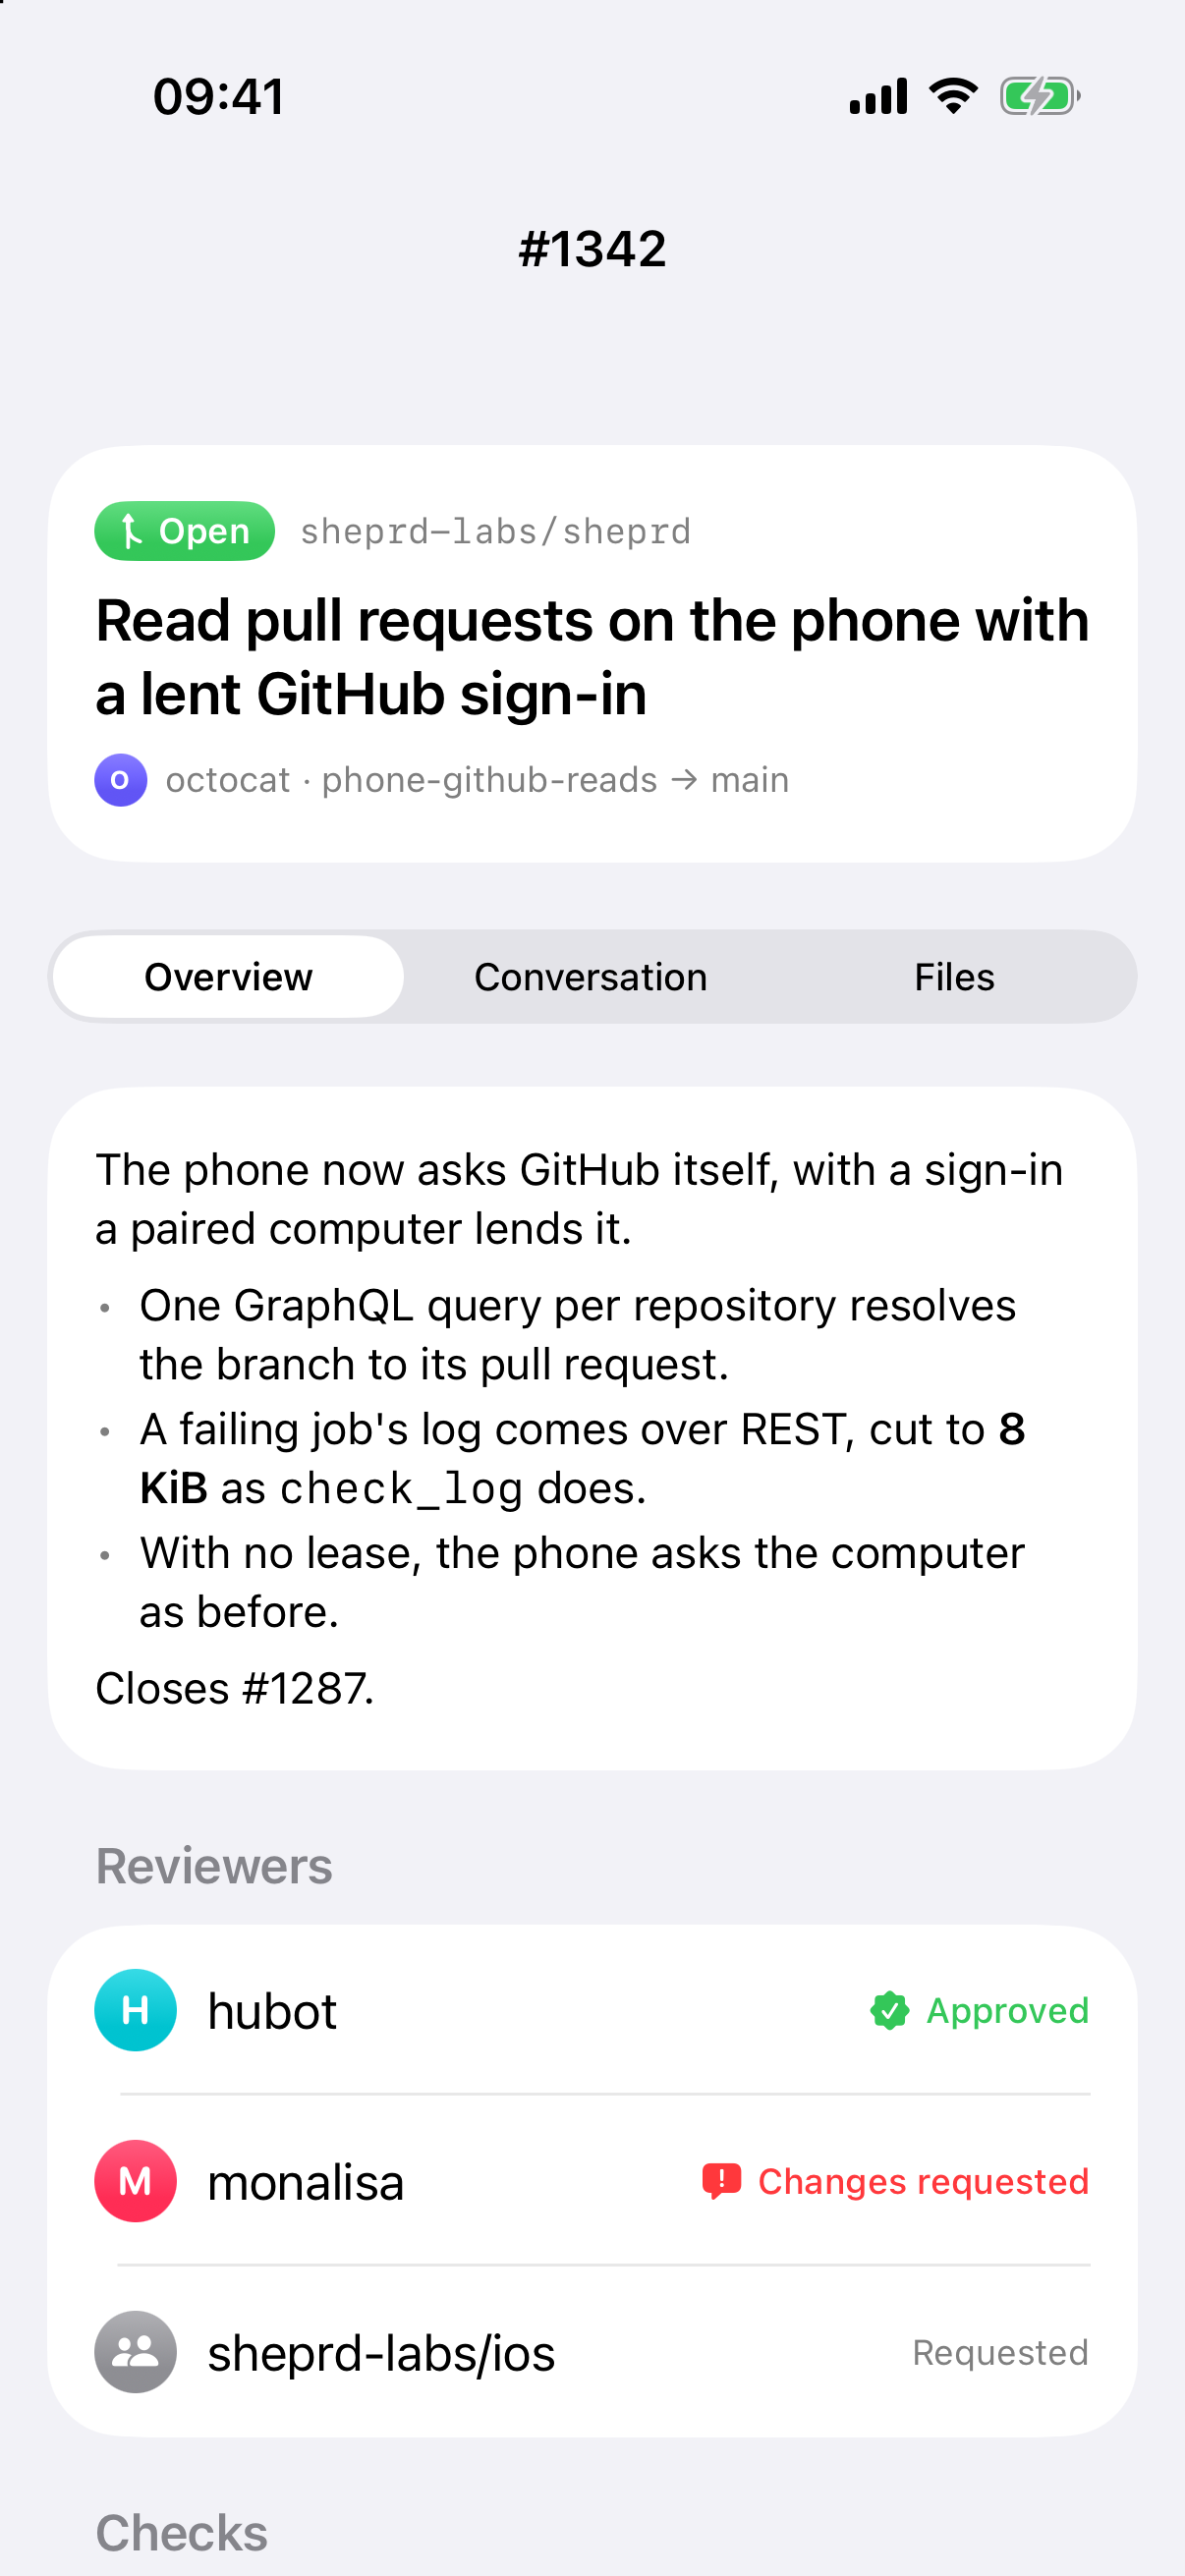 09:41
#1342
Open sheprd-labs/sheprd
Read pull requests on the phone with
a lent GitHub sign-in
O octocat · phone-github-reads → main
Overview Conversation Files
The phone now asks GitHub itself, with a sign-in
a paired computer lends it.
• One GraphQL query per repository resolves
the branch to its pull request.
• A failing job's log comes over REST, cut to 8
KiB as check_log does.
• With no lease, the phone asks the computer
as before.
Closes #1287.
Reviewers
H hubot Approved
M monalisa Changes requested
sheprd-labs/ios Requested
Checks